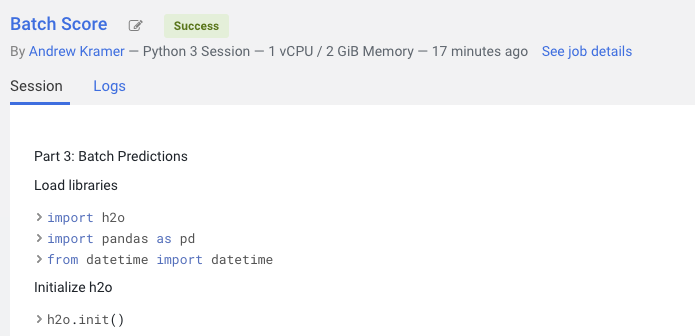 Batch Score Success
By Andrew Kramer — Python 3 Session — 1 vCPU / 2 GiB Memory — 17 minutes ago See job details
Session Logs
Part 3: Batch Predictions
Load libraries
> import h2o
> import pandas as pd
> from datetime import datetime
Initialize h2o
> h2o.init()